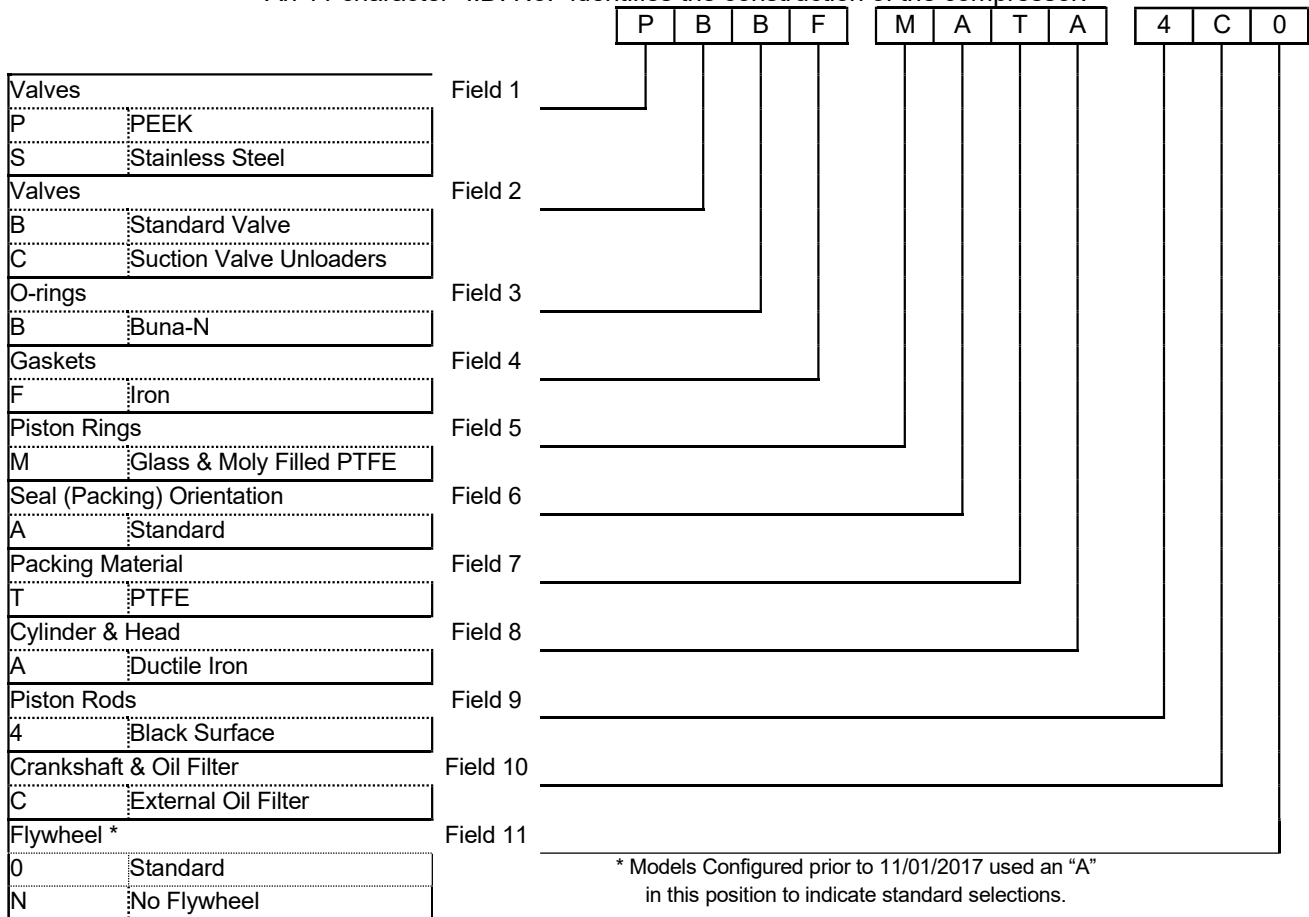 P B B F M A T A 4 C 0
Valves Field 1
P PEEK
S Stainless Steel
Valves Field 2
B Standard Valve
C Suction Valve Unloaders
O-rings Field 3
B Buna-N
Gaskets Field 4
F Iron
Piston Rings Field 5
M Glass & Moly Filled PTFE
Seal (Packing) Orientation Field 6
A Standard
Packing Material Field 7
T PTFE
Cylinder & Head Field 8
A Ductile Iron
Piston Rods Field 9
4 Black Surface
Crankshaft & Oil Filter Field 10
C External Oil Filter
Flywheel * Field 11
0 Standard
N No Flywheel
* Models Configured prior to 11/01/2017 used an “A”
in this position to indicate standard selections.